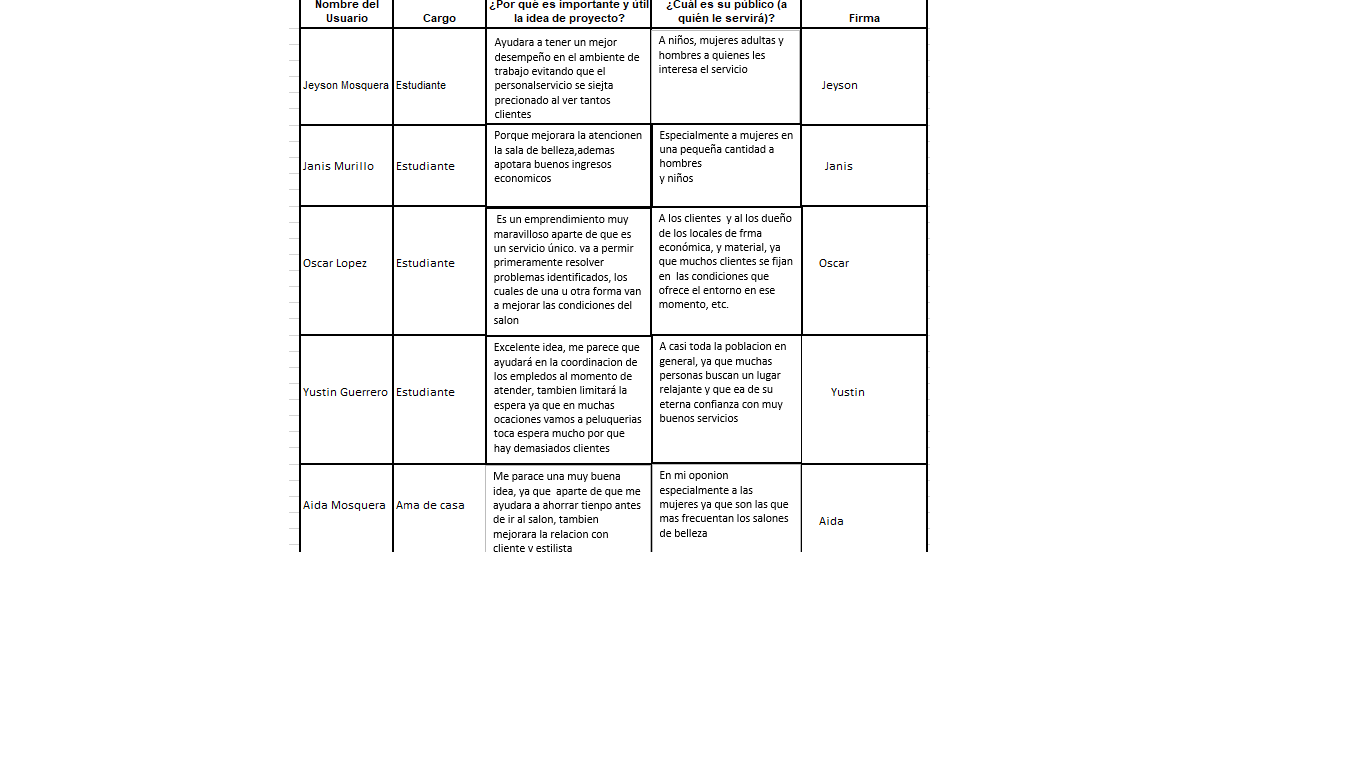 Nombre del
Usuario
Cargo
¿Por qué es importante y útil
la idea de proyecto?
¿Cuál es su público (a
quién le servirá)?
Firma
Jeyson Mosquera
Estudiante
Ayudara a tener un mejor
desempeño en el ambiente de
trabajo evitando que el
personalservicio se siejta
precionado al ver tantos
clientes
A niños, mujeres adultas y
hombres a quienes les
interesa el servicio
Jeyson
Janis Murillo
Estudiante
Porque mejorara la atencionen
la sala de belleza,ademas
apotara buenos ingresos
economicos
Especialmente a mujeres en
una pequeña cantidad a
hombres
y niños
Janis
Oscar Lopez
Estudiante
Es un emprendimiento muy
maravilloso aparte de que es
un servicio único. va a permir
primeramente resolver
problemas identificados, los
cuales de una u otra forma van
a mejorar las condiciones del
salon
A los clientes y al los dueño
de los locales de frma
económica, y material, ya
que muchos clientes se fijan
en las condiciones que
ofrece el entorno en ese
momento, etc.
Oscar
Yustin Guerrero
Estudiante
Excelente idea, me parece que
ayudará en la coordinacion de
los empledos al momento de
atender, tambien limitará la
espera ya que en muchas
ocaciones vamos a peluquerias
toca espera mucho por que
hay demasiados clientes
A casi toda la poblacion en
general, ya que muchas
personas buscan un lugar
relajante y que ea de su
eterna confianza con muy
buenos servicios
Yustin
Aida Mosquera
Ama de casa
Me parace una muy buena
idea, ya que aparte de que me
ayudara a ahorrar tienpo antes
de ir al salon, tambien
mejorara la relacion con
cliente y estilista
En mi oponion
especialmente a las
mujeres ya que son las que
mas frecuentan los salones
de belleza
Aida